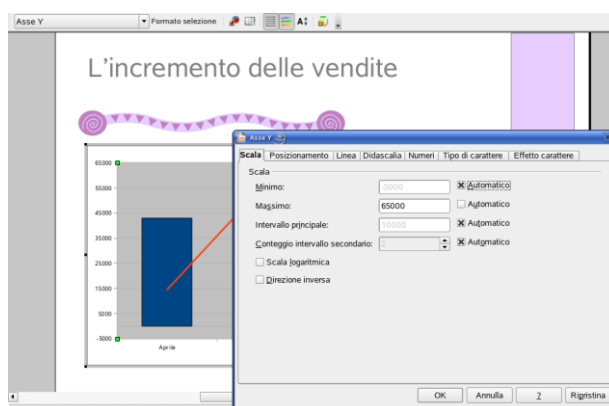 Asse Y
Formato selezione
L'incremento delle vendite
65000
55000
45000
35000
25000
15000
5000
-5000
Aprile
Asse Y
Scala
Posizionamento
Linea
Didascalia
Numeri
Tipo di carattere
Effetto carattere
Scala
Minimo:
-5000
Automatico
Massimo:
65000
Automatico
Intervallo principale:
10000
Automatico
Conteggio intervallo secondario:
2
Automatico
Scala logaritmica
Direzione inversa
OK
Annulla
2
Ripristina